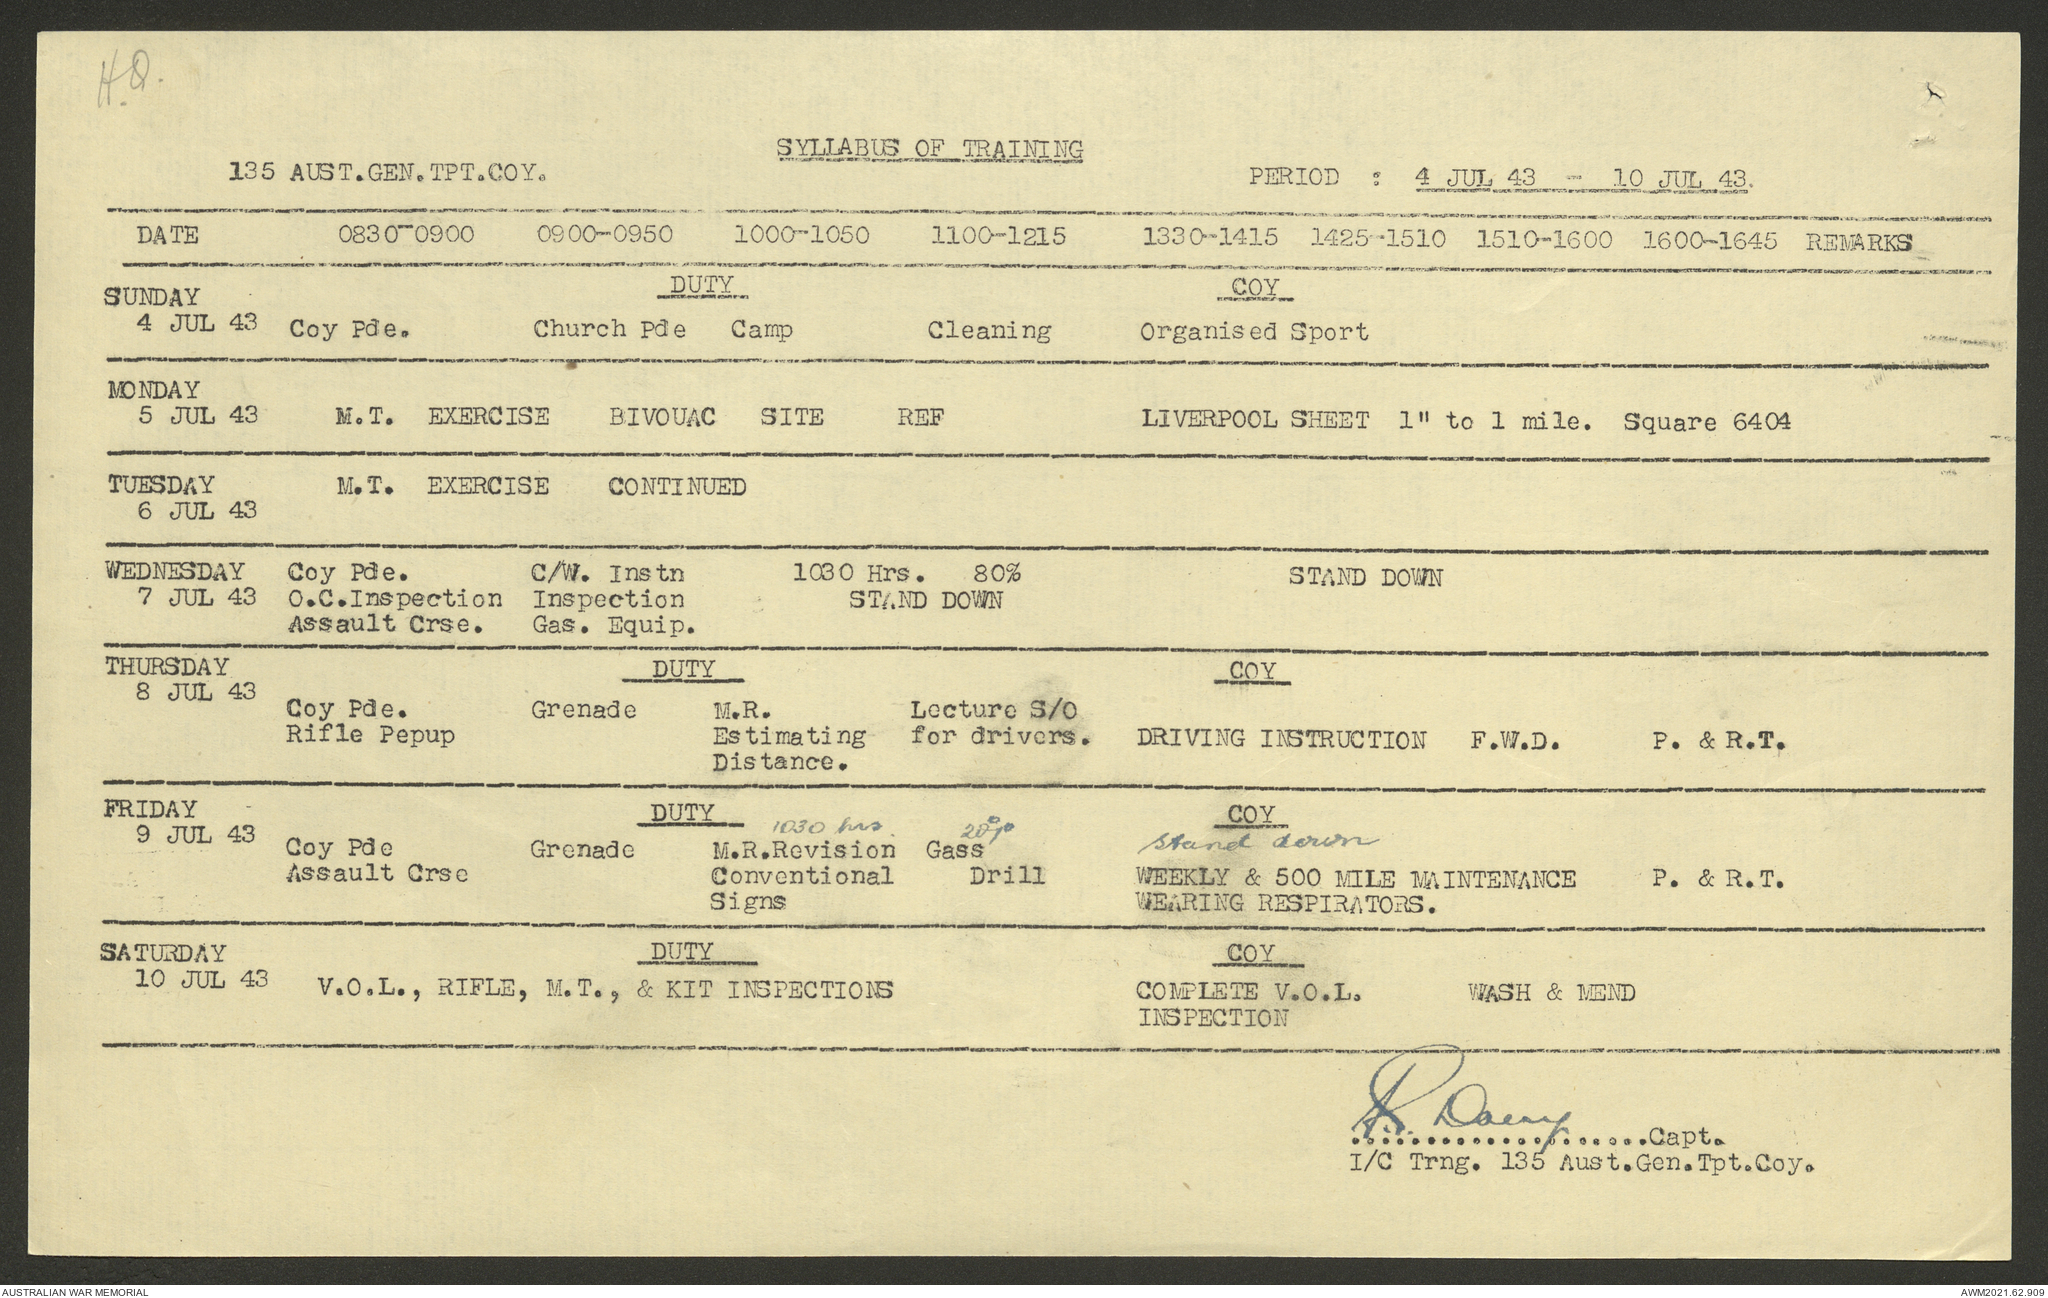 H.Q.
SYLLABUS OF TRAINING
135 AUST.GEN.TPT.COY. PERIOD : 4 JUL 43 - 10 JUL 43.
DATE 0830-0900 0900-0950 1000-1050 1100-1215 1330-1415 1425-1510 1510-1600 1600-1645 REMARKS
SUNDAY DUTY COY
4 JUL 43 Coy Pde. Church Pde Camp Cleaning Organised Sport
MONDAY
5 JUL 43 M.T. EXERCISE BIVOUAC SITE REF LIVERPOOL SHEET 1" to 1 mile. Square 6404
TUESDAY M.T. EXERCISE CONTINUED
6 JUL 43
WEDNESDAY Coy Pde. C/W. Instn 1030 Hrs. 80% STAND DOWN
7 JUL 43 O.C.Inspection Inspection STAND DOWN
Assault Crse. Gas. Equip.
THURSDAY DUTY COY
8 JUL 43 Coy Pde. Grenade M.R. Lecture S/O
Rifle Pepup Estimating for drivers. DRIVING INSTRUCTION F.W.D. P. & R.T.
Distance.
FRIDAY DUTY COY
1030 hrs. 20% stand down
9 JUL 43 Coy Pde Grenade M.R.Revision Gass
Assault Crse Conventional Drill WEEKLY & 500 MILE MAINTENANCE P. & R.T.
Signs WEARING RESPIRATORS.
SATURDAY DUTY COY
10 JUL 43 V.O.L., RIFLE, M.T., & KIT INSPECTIONS COMPLETE V.O.L. WASH & MEND
INSPECTION
....................Capt.
I/C Trng. 135 Aust.Gen.Tpt.Coy.
AUSTRALIAN WAR MEMORIAL AWM2021.62.909